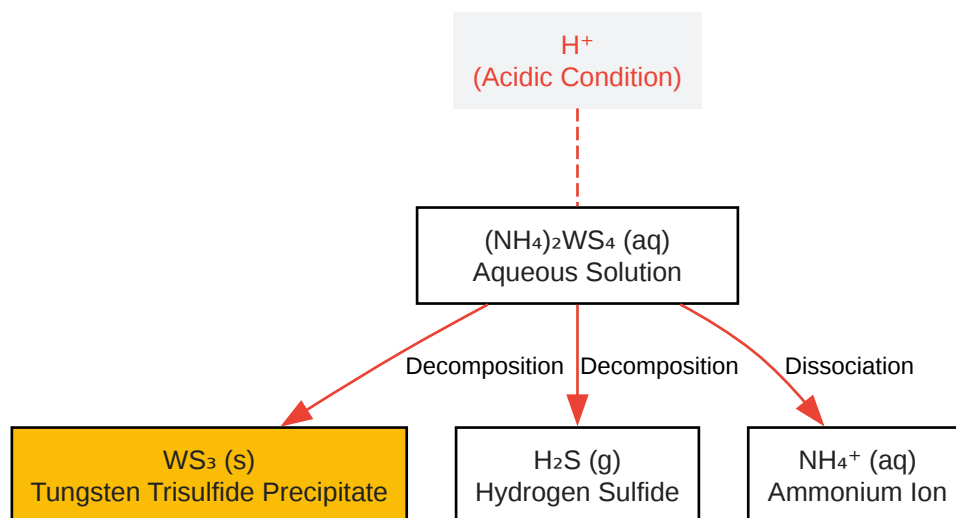 H⁺
(Acidic Condition)
(NH₄)₂WS₄ (aq)
Aqueous Solution
Decomposition
Decomposition
Dissociation
WS₃ (s)
Tungsten Trisulfide Precipitate
H₂S (g)
Hydrogen Sulfide
NH₄⁺ (aq)
Ammonium Ion